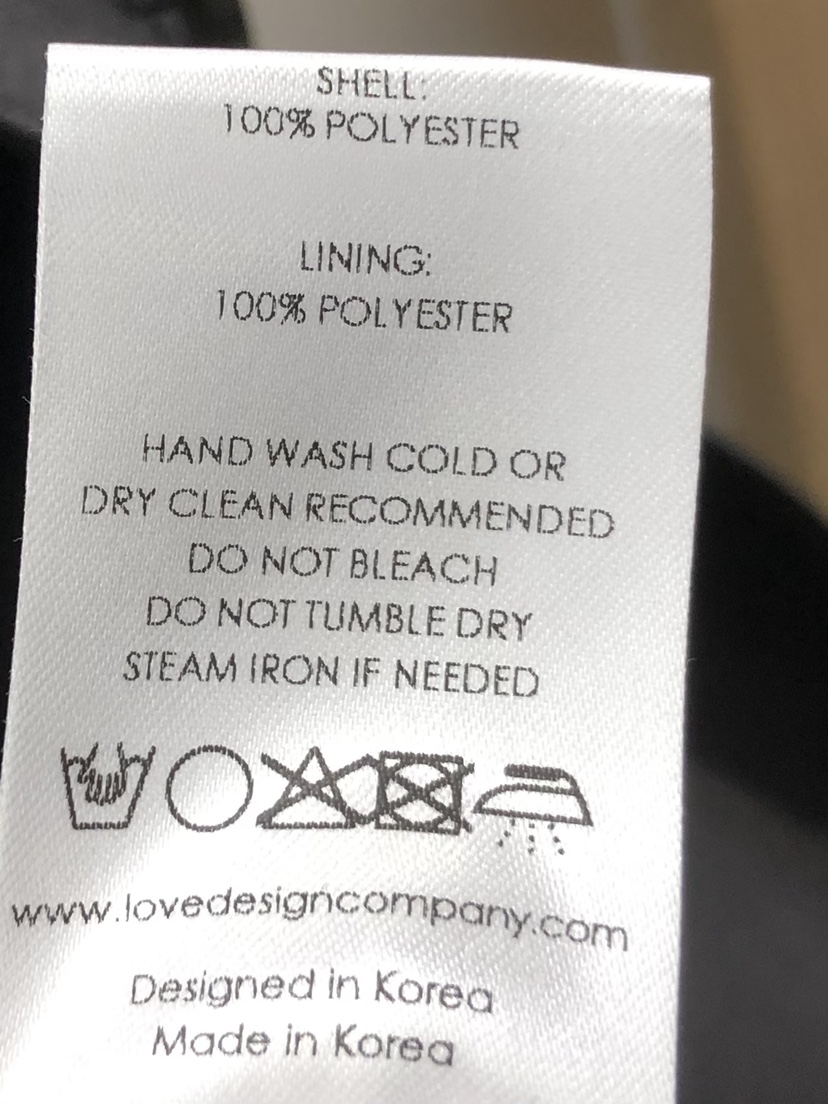 SHELL:
100% POLYESTER
LINING:
100% POLYESTER
HAND WASH COLD OR
DRY CLEAN RECOMMENDED
DO NOT BLEACH
DO NOT TUMBLE DRY
STEAM IRON IF NEEDED
www.lovedesigncompany.com
Designed in Korea
Made in Korea